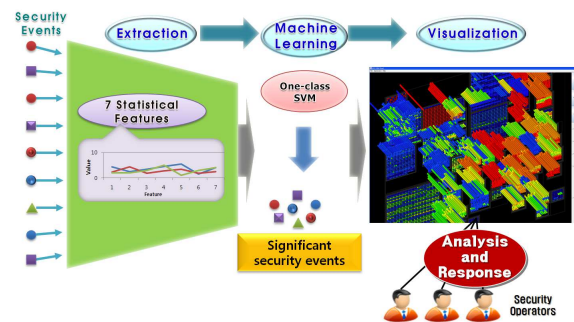 Security
Events
Extraction
Machine
Learning
Visualization
7 Statistical
Features
Value
10
0
1 2 3 4 5 6 7
Feature
One-class
SVM
Significant
security events
Analysis
and
Response
Security
Operators